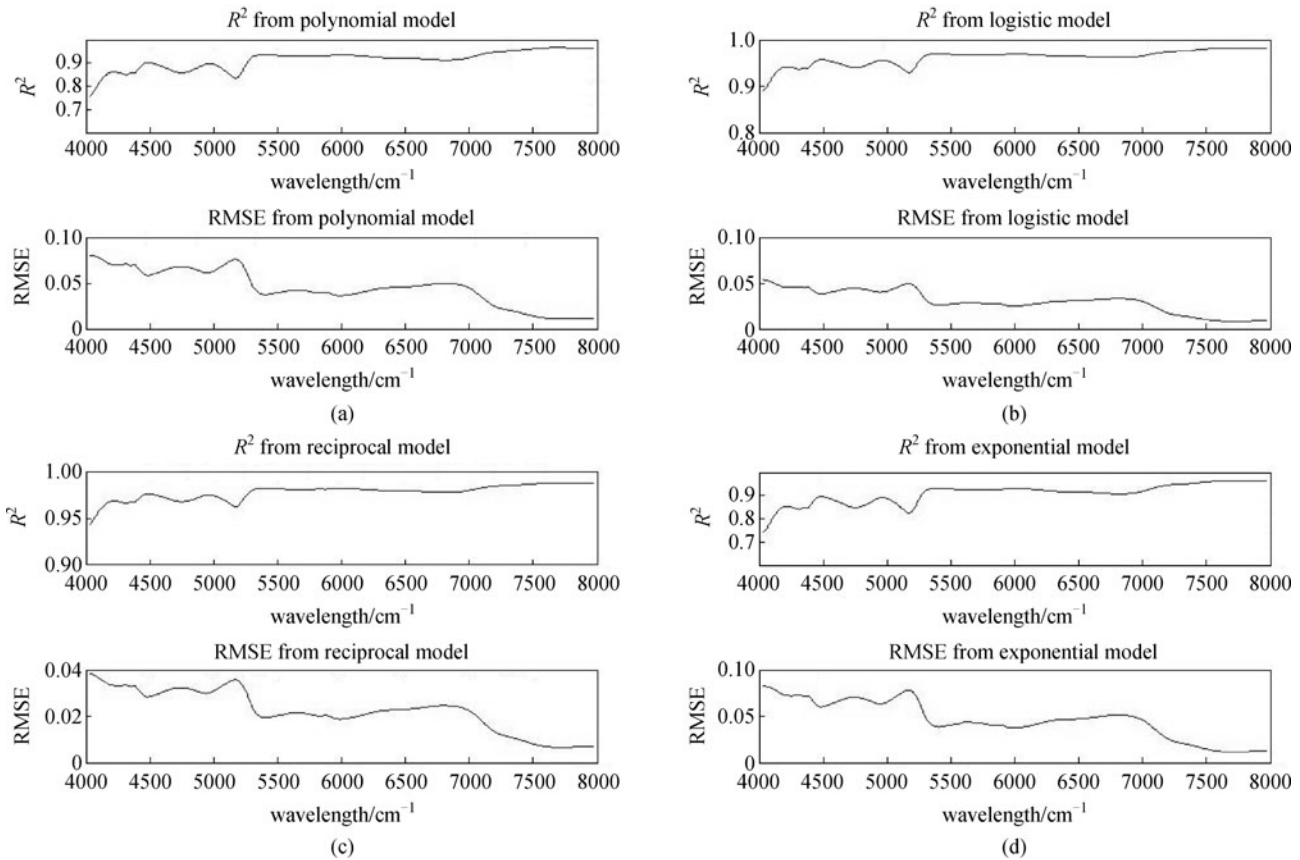 R² from polynomial model
0.9
0.8
0.7
R²
4000 4500 5000 5500 6000 6500 7000 7500 8000
wavelength/cm⁻¹
RMSE from polynomial model
0.10
0.05
0
RMSE
4000 4500 5000 5500 6000 6500 7000 7500 8000
wavelength/cm⁻¹
(a)
R² from logistic model
1.0
0.9
0.8
R²
4000 4500 5000 5500 6000 6500 7000 7500 8000
wavelength/cm⁻¹
RMSE from logistic model
0.10
0.05
0
RMSE
4000 4500 5000 5500 6000 6500 7000 7500 8000
wavelength/cm⁻¹
(b)
R² from reciprocal model
1.00
0.95
0.90
R²
4000 4500 5000 5500 6000 6500 7000 7500 8000
wavelength/cm⁻¹
RMSE from reciprocal model
0.04
0.02
0
RMSE
4000 4500 5000 5500 6000 6500 7000 7500 8000
wavelength/cm⁻¹
(c)
R² from exponential model
0.9
0.8
0.7
R²
4000 4500 5000 5500 6000 6500 7000 7500 8000
wavelength/cm⁻¹
RMSE from exponential model
0.10
0.05
0
RMSE
4000 4500 5000 5500 6000 6500 7000 7500 8000
wavelength/cm⁻¹
(d)